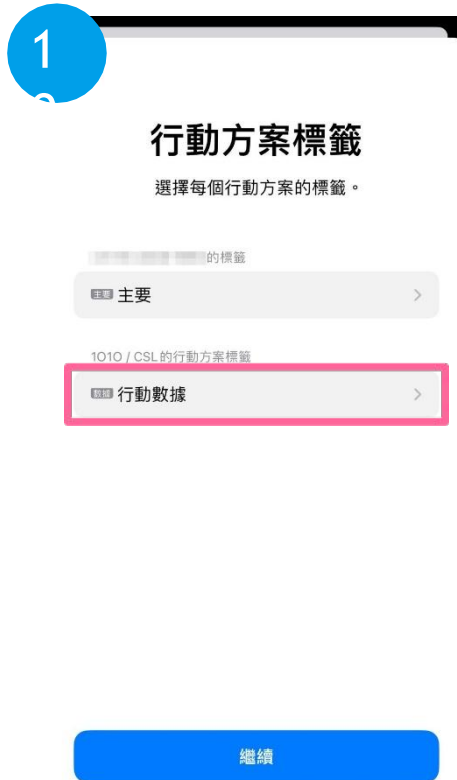 1
行動方案標籤
選擇每個行動方案的標籤。
的標籤
主要 主要
1O1O / CSL的行動方案標籤
數據 行動數據
繼續